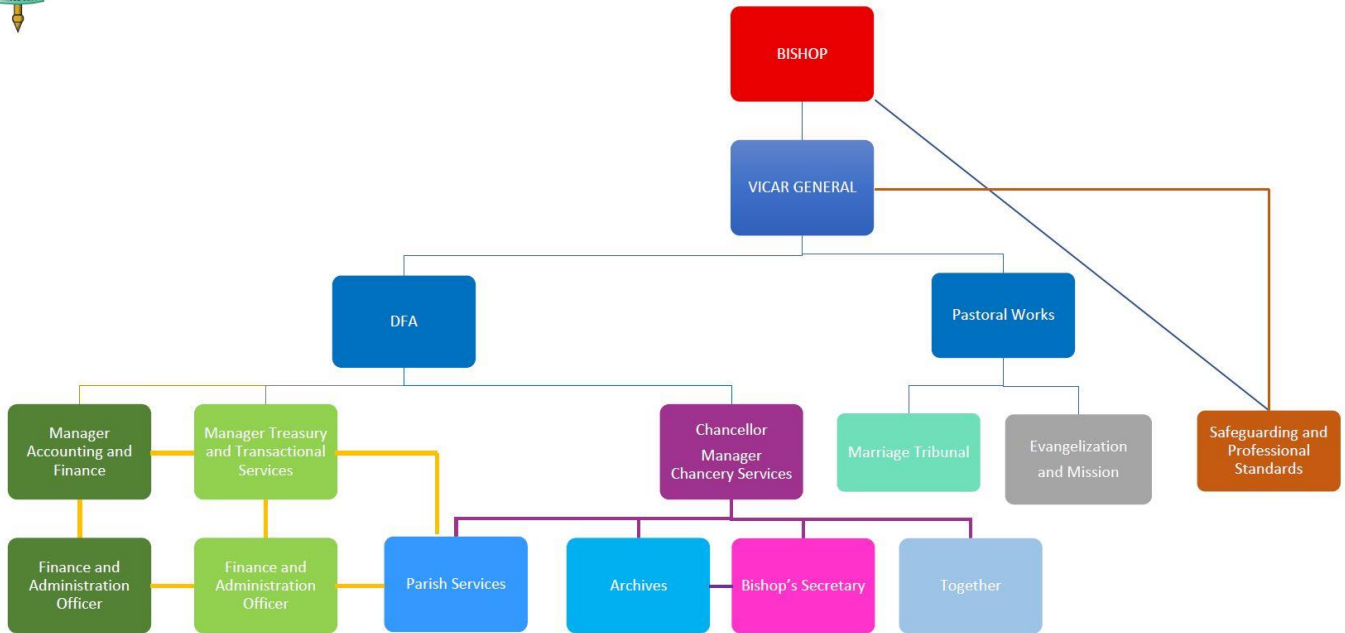 BISHOP
VICAR GENERAL
DFA
Pastoral Works
Manager
Accounting and
Finance
Manager Treasury
and Transactional
Services
Chancellor
Manager
Chancery Services
Marriage Tribunal
Evangelization
and Mission
Safeguarding and
Professional
Standards
Finance and
Administration
Officer
Finance and
Administration
Officer
Parish Services
Archives
Bishop’s Secretary
Together